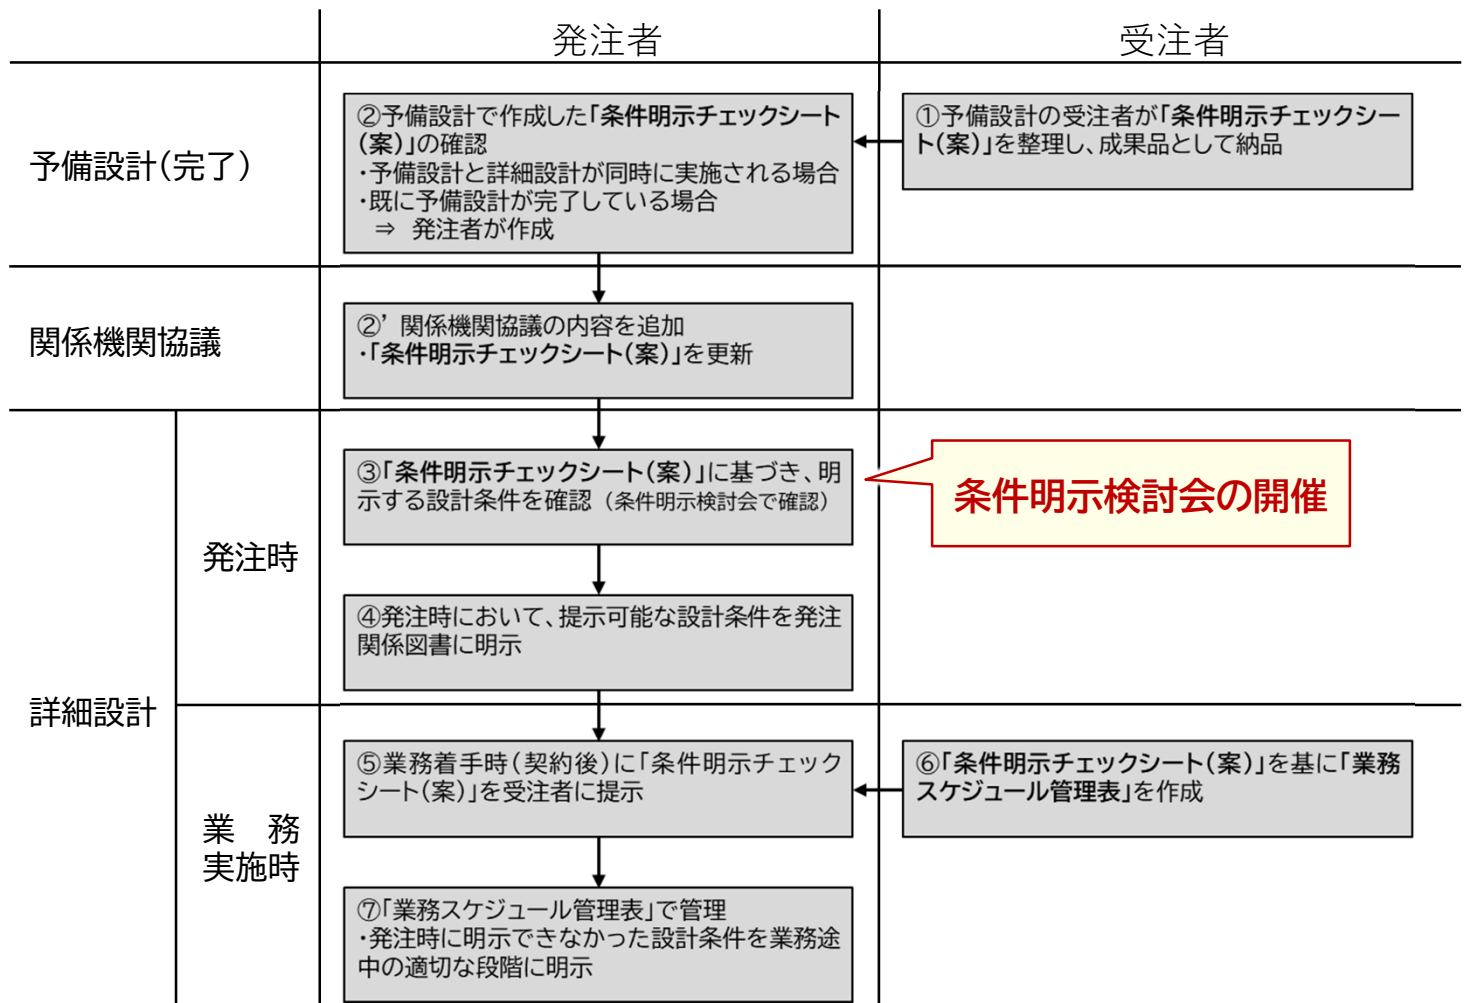 発注者
受注者
予備設計（完了）
②予備設計で作成した「条件明示チェックシート
（案）」の確認
・予備設計と詳細設計が同時に実施される場合
・既に予備設計が完了している場合
⇒ 発注者が作成
①予備設計の受注者が「条件明示チェックシー
ト（案）」を整理し、成果品として納品
関係機関協議
②’関係機関協議の内容を追加
・「条件明示チェックシート（案）」を更新
詳細設計
発注時
③「条件明示チェックシート（案）」に基づき、明
示する設計条件を確認（条件明示検討会で確認）
条件明示検討会の開催
④発注時において、提示可能な設計条件を発注
関係図書に明示
業　務
実施時
⑤業務着手時（契約後）に「条件明示チェック
シート（案）」を受注者に提示
⑥「条件明示チェックシート（案）」を基に「業務
スケジュール管理表」を作成
⑦「業務スケジュール管理表」で管理
・発注時に明示できなかった設計条件を業務途
中の適切な段階に明示